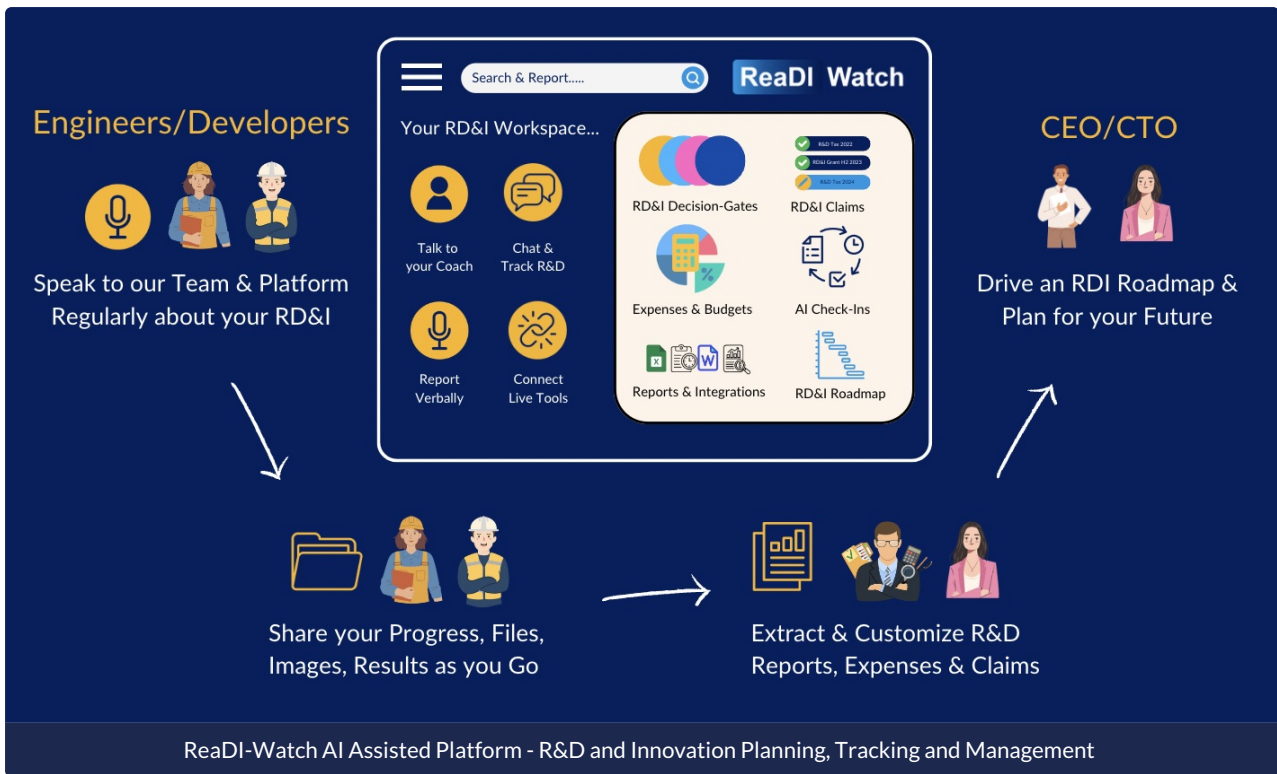 Search & Report.....
ReaDI Watch
Engineers/Developers
Speak to our Team & Platform
Regularly about your RD&I
Your RD&I Workspace...
Talk to
your Coach
Chat &
Track R&D
Report
Verbally
Connect
Live Tools
RD&I Decision-Gates
R&D Tax 2022
RD&I Grant H2 2023
R&D Tax 2024
RD&I Claims
%
Expenses & Budgets
AI Check-Ins
X
W
Reports & Integrations
RD&I Roadmap
CEO/CTO
Drive an RDI Roadmap &
Plan for your Future
Share your Progress, Files,
Images, Results as you Go
Extract & Customize R&D
Reports, Expenses & Claims
ReaDI-Watch AI Assisted Platform - R&D and Innovation Planning, Tracking and Management